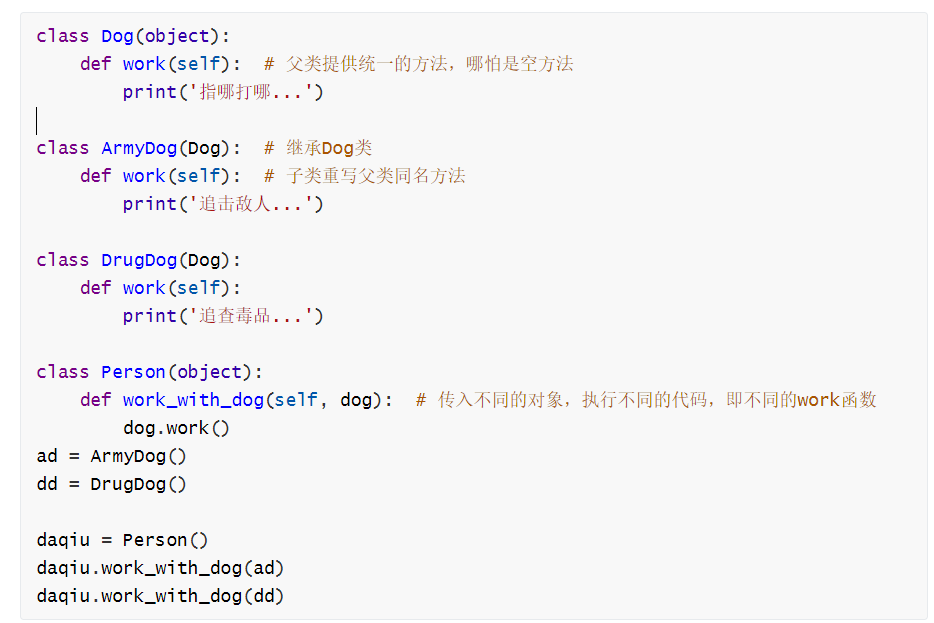 class Dog(object):
    def work(self):  # 父类提供统一的方法，哪怕是空方法
        print('指哪打哪...')

class ArmyDog(Dog):  # 继承Dog类
    def work(self):  # 子类重写父类同名方法
        print('追击敌人...')

class DrugDog(Dog):
    def work(self):
        print('追查毒品...')

class Person(object):
    def work_with_dog(self, dog):  # 传入不同的对象，执行不同的代码，即不同的work函数
        dog.work()
ad = ArmyDog()
dd = DrugDog()

daqiu = Person()
daqiu.work_with_dog(ad)
daqiu.work_with_dog(dd)